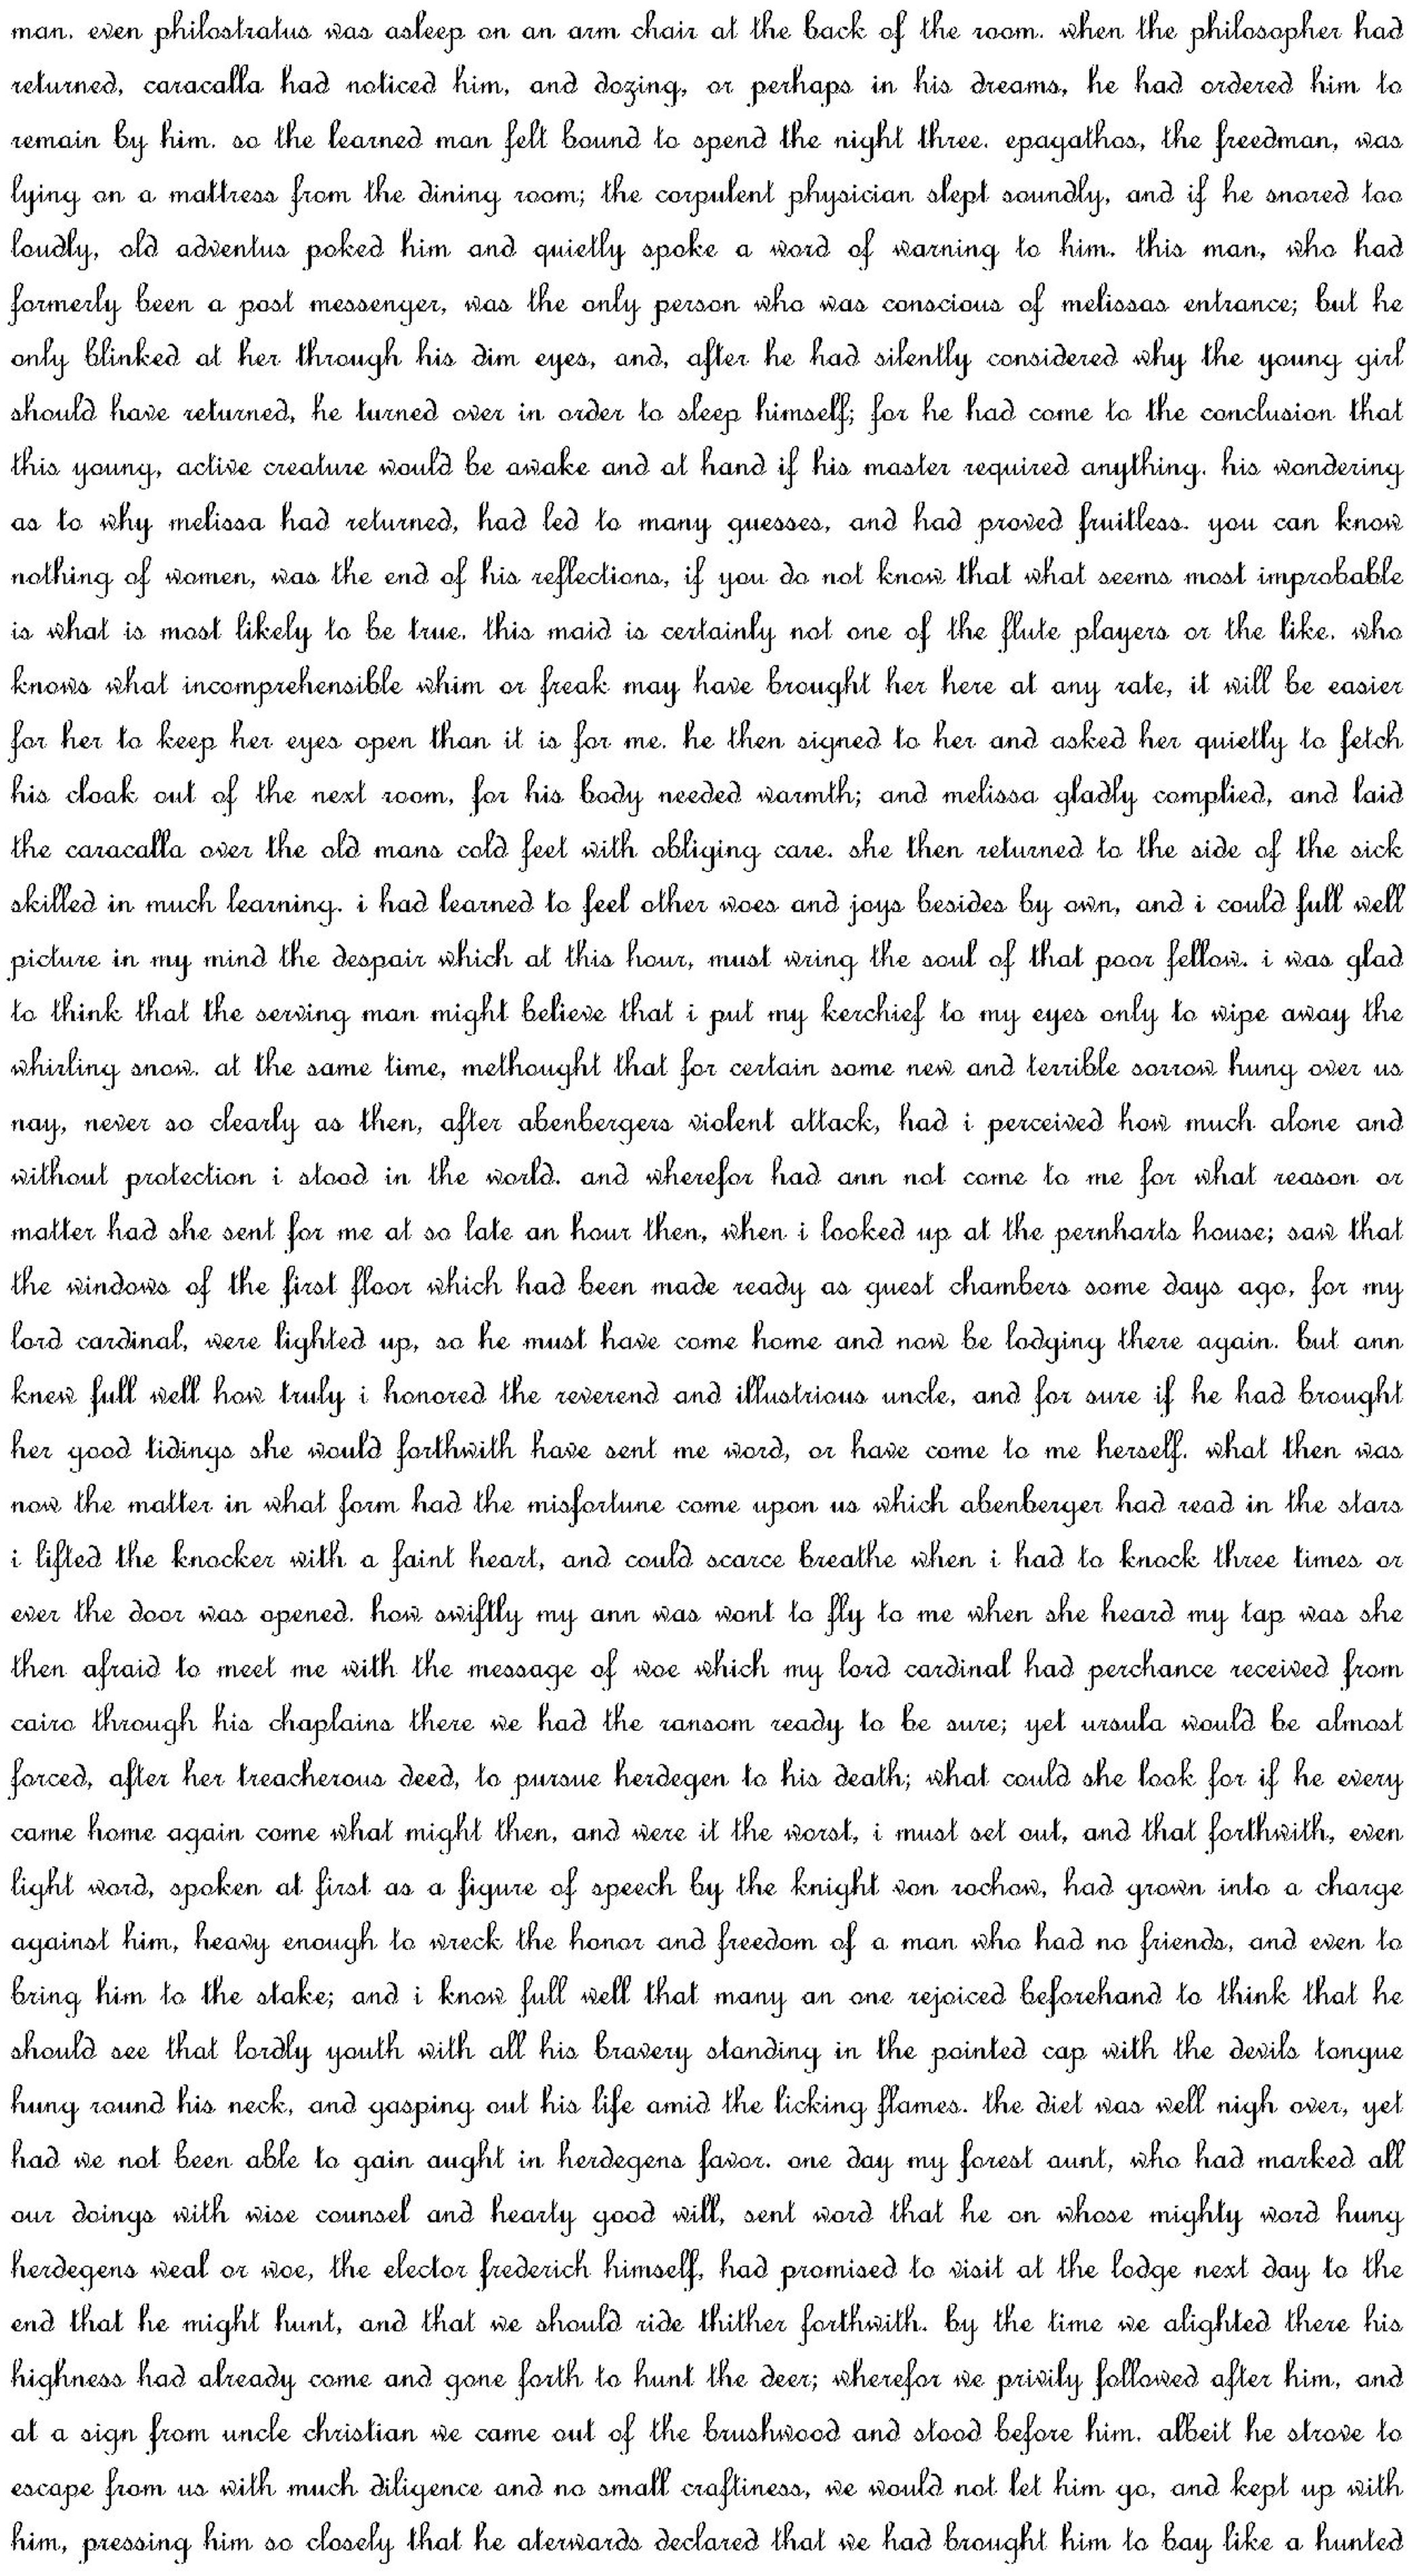 man. even philostratus was asleep on an arm chair at the back of the room. when the philosopher had
returned, caracalla had noticed him, and dozing, or perhaps in his dreams, he had ordered him to
remain by him. so the learned man felt bound to spend the night three. epagathos, the freedman, was
lying on a mattress from the dining room; the corpulent physician slept soundly, and if he snored too
loudly, old adventus poked him and quietly spoke a word of warning to him. this man, who had
formerly been a post messenger, was the only person who was conscious of melissas entrance; but he
only blinked at her through his dim eyes, and, after he had silently considered why the young girl
should have returned, he turned over in order to sleep himself; for he had come to the conclusion that
this young, active creature would be awake and at hand if his master required anything. his wondering
as to why melissa had returned, had led to many guesses, and had proved fruitless. you can know
nothing of women, was the end of his reflections, if you do not know that what seems most improbable
is what is most likely to be true. this maid is certainly not one of the flute players or the like. who
knows what incomprehensible whim or freak may have brought her here at any rate, it will be easier
for her to keep her eyes open than it is for me. he then signed to her and asked her quietly to fetch
his cloak out of the next room, for his body needed warmth; and melissa gladly complied, and laid
the caracalla over the old mans cold feet with obliging care. she then returned to the side of the sick
skilled in much learning. i had learned to feel other woes and joys besides by own, and i could full well
picture in my mind the despair which at this hour, must wring the soul of that poor fellow. i was glad
to think that the serving man might believe that i put my kerchief to my eyes only to wipe away the
whirling snow. at the same time, methought that for certain some new and terrible sorrow hung over us
nay, never so clearly as then, after abenbergers violent attack, had i perceived how much alone and
without protection i stood in the world. and wherefor had ann not come to me for what reason or
matter had she sent for me at so late an hour then, when i looked up at the pernharts house; saw that
the windows of the first floor which had been made ready as guest chambers some days ago, for my
lord cardinal, were lighted up, so he must have come home and now be lodging there again. but ann
knew full well how truly i honored the reverend and illustrious uncle, and for sure if he had brought
her good tidings she would forthwith have sent me word, or have come to me herself. what then was
now the matter in what form had the misfortune come upon us which abenberger had read in the stars
i lifted the knocker with a faint heart, and could scarce breathe when i had to knock three times or
ever the door was opened. how swiftly my ann was wont to fly to me when she heard my tap was she
then afraid to meet me with the message of woe which my lord cardinal had perchance received from
cairo through his chaplains there we had the ransom ready to be sure; yet ursula would be almost
forced, after her treacherous deed, to pursue herdegen to his death; what could she look for if he every
came home again come what might then, and were it the worst, i must set out, and that forthwith, even
light word, spoken at first as a figure of speech by the knight von rochow, had grown into a charge
against him, heavy enough to wreck the honor and freedom of a man who had no friends, and even to
bring him to the stake; and i know full well that many an one rejoiced beforehand to think that he
should see that lordly youth with all his bravery standing in the pointed cap with the devils tongue
hung round his neck, and gasping out his life amid the licking flames. the diet was well nigh over, yet
had we not been able to gain aught in herdegens favor. one day my forest aunt, who had marked all
our doings with wise counsel and hearty good will, sent word that he on whose mighty word hung
herdegens weal or woe, the elector frederich himself, had promised to visit at the lodge next day to the
end that he might hunt, and that we should ride thither forthwith. by the time we alighted there his
highness had already come and gone forth to hunt the deer; wherefor we privily followed after him, and
at a sign from uncle christian we came out of the brushwood and stood before him. albeit he strove to
escape from us with much diligence and no small craftiness, we would not let him go, and kept up with
him, pressing him so closely that he aterwards declared that we had brought him to bay like a hunted